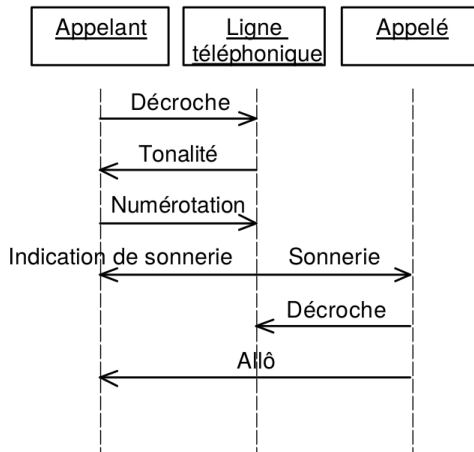 Appelant
Ligne
téléphonique
Appelé
Décroche
Tonalité
Numérotation
Indication de sonnerie
Sonnerie
Décroche
Allô